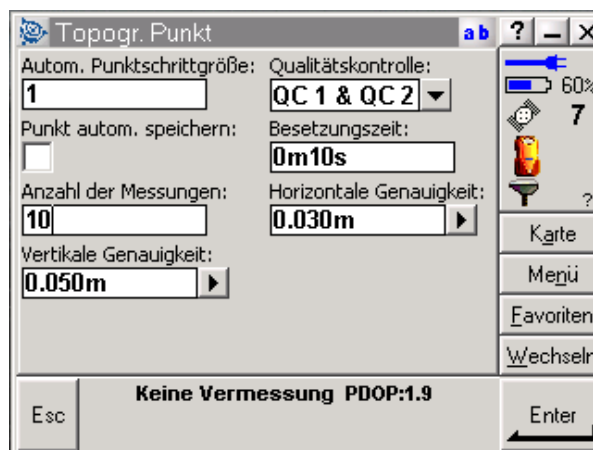 Topogr. Punkt
ab
?
Autom. Punktschrittgröße:
Qualitätskontrolle:
1
QC 1 & QC 2
60%
7
Punkt autom. speichern:
Besetzungszeit:
0m10s
Anzahl der Messungen:
Horizontale Genauigkeit:
10
0.030m
?
Vertikale Genauigkeit:
0.050m
Karte
Menü
Favoriten
Wechseln
Keine Vermessung PDOP:1.9
Esc
Enter